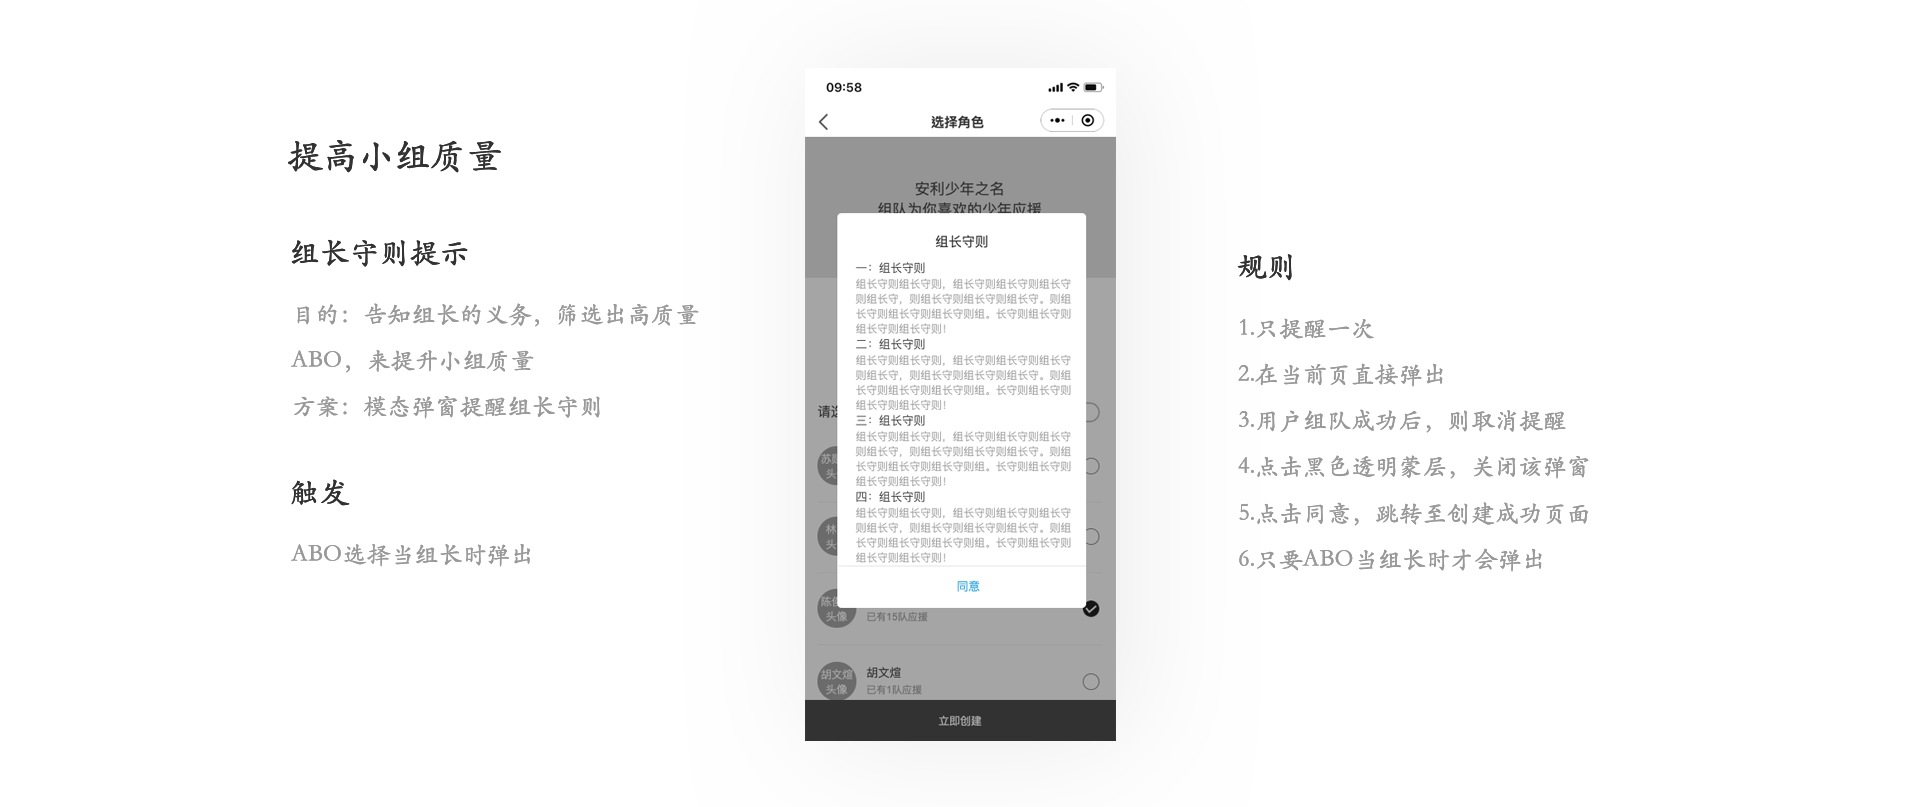 提高小组质量
组长守则提示
目的：告知组长的义务，筛选出高质量
ABO，来提升小组质量
方案：模态弹窗提醒组长守则
触发
ABO选择当组长时弹出
09:58
选择角色
安利少年之名
组队为你喜欢的少年应援
组长守则
一：组长守则
组长守则组长守则，组长守则组长守则组长守
则组长守，则组长守则组长守则组长守。则组
长守则组长守则组长守则组。长守则组长守则
组长守则组长守则！
二：组长守则
组长守则组长守则，组长守则组长守则组长守
则组长守，则组长守则组长守则组长守。则组
长守则组长守则组长守则组。长守则组长守则
组长守则组长守则！
三：组长守则
组长守则组长守则，组长守则组长守则组长守
则组长守，则组长守则组长守则组长守。则组
长守则组长守则组长守则组。长守则组长守则
组长守则组长守则！
四：组长守则
组长守则组长守则，组长守则组长守则组长守
则组长守，则组长守则组长守则组长守。则组
长守则组长守则组长守则组。长守则组长守则
组长守则组长守则！
同意
请
苏
头
林
头
陈
头像
已有15队应援
胡文煊
头像
胡文煊
已有1队应援
立即创建
规则
1.只提醒一次
2.在当前页直接弹出
3.用户组队成功后，则取消提醒
4.点击黑色透明蒙层，关闭该弹窗
5.点击同意，跳转至创建成功页面
6.只要ABO当组长时才会弹出